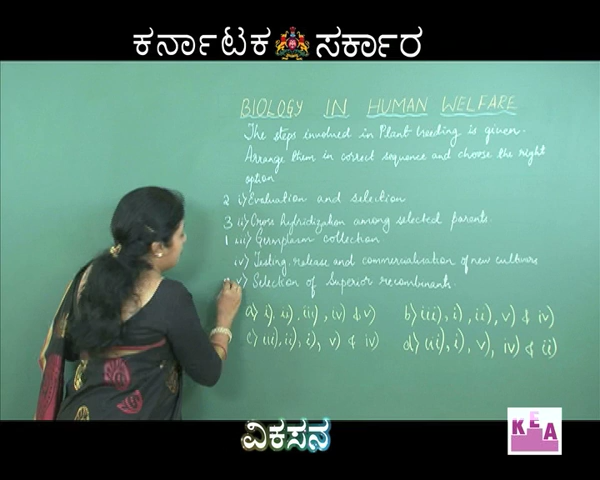 ಕರ್ನಾಟಕ ಸರ್ಕಾರ
BIOLOGY IN HUMAN WELFARE
The steps involved in Plant breeding is given.
Arrange them in correct sequence and choose the right
option
2 i) Evaluation and selection
3 ii) Cross hybridization among selected parents
1 iii) Germplasm collection
iv) Testing, release and commercialization of new cultivars
v) Selection of Superior recombinants.
a) i), ii), iii), iv) & v) b) iii), i), ii), v) & iv)
c) iii), ii), i), v) & iv) d) iii), i), v), iv) & ii)
ವಿಕಸನ
KEA